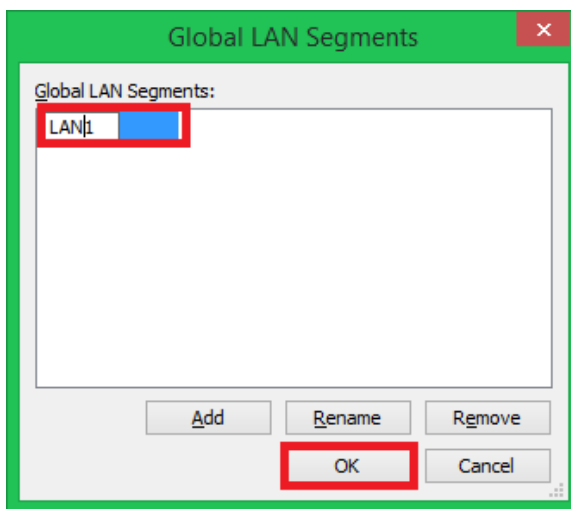 Global LAN Segments
Global LAN Segments:
LAN1
Add Rename Remove
OK Cancel